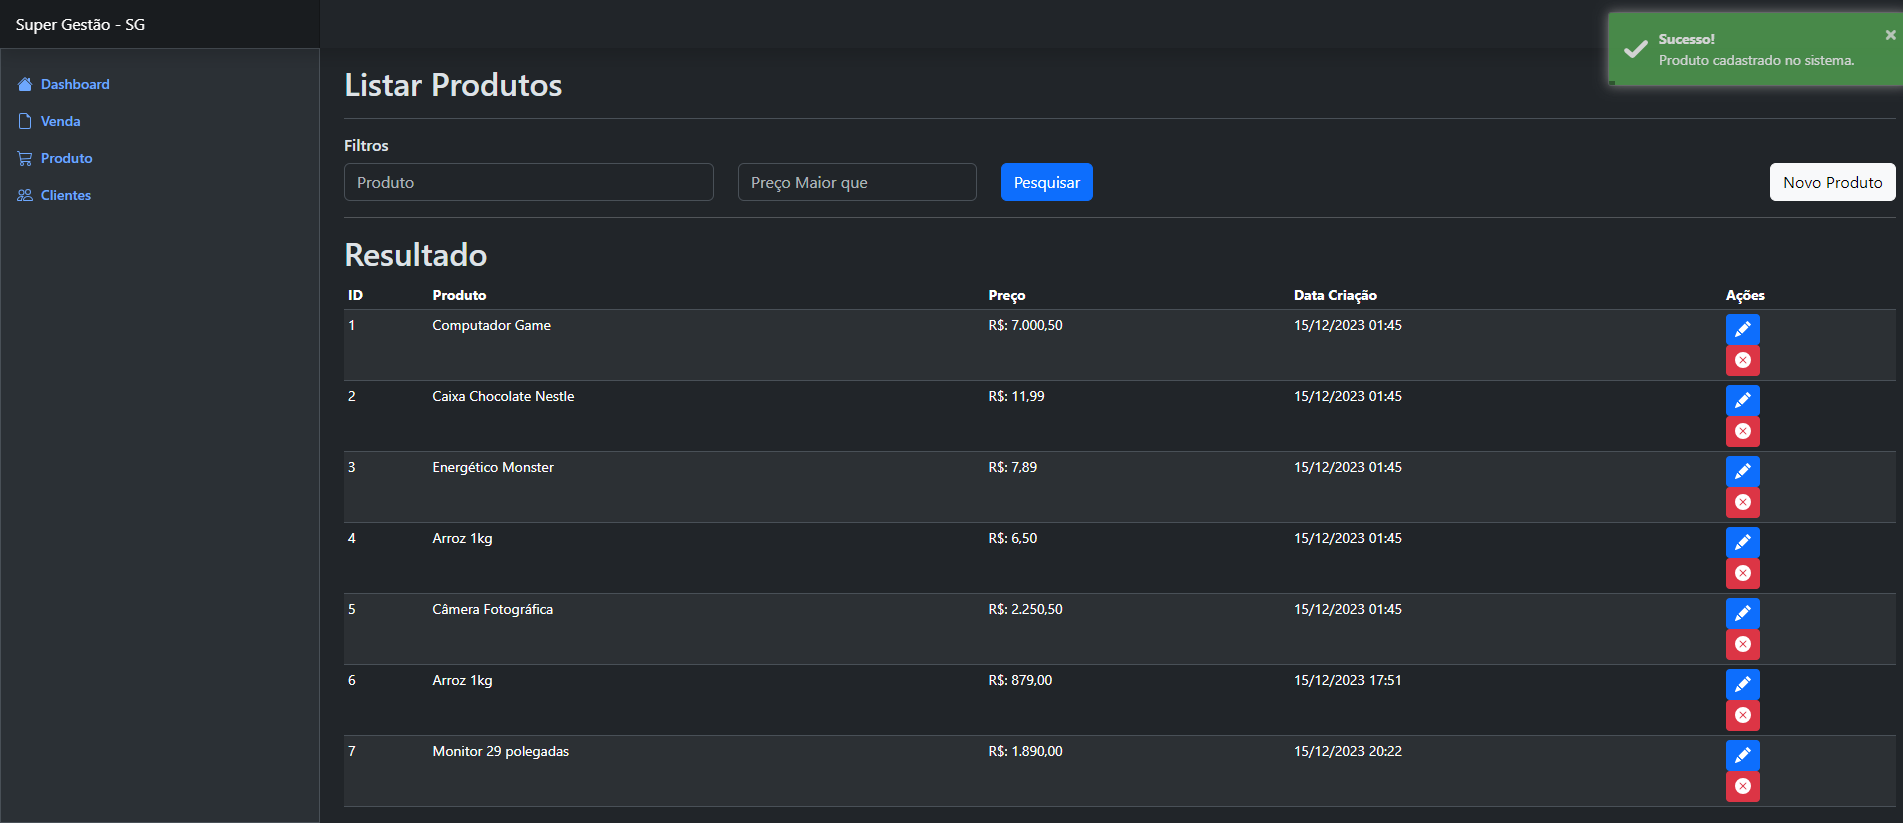 Super Gestão - SG
Sucesso!
Produto cadastrado no sistema.
×
Dashboard
Venda
Produto
Clientes
Listar Produtos
Filtros
Produto Preço Maior que Pesquisar Novo Produto
Resultado
ID Produto Preço Data Criação Ações
1 Computador Game R$: 7.000,50 15/12/2023 01:45
2 Caixa Chocolate Nestle R$: 11,99 15/12/2023 01:45
3 Energético Monster R$: 7,89 15/12/2023 01:45
4 Arroz 1kg R$: 6,50 15/12/2023 01:45
5 Câmera Fotográfica R$: 2.250,50 15/12/2023 01:45
6 Arroz 1kg R$: 879,00 15/12/2023 17:51
7 Monitor 29 polegadas R$: 1.890,00 15/12/2023 20:22